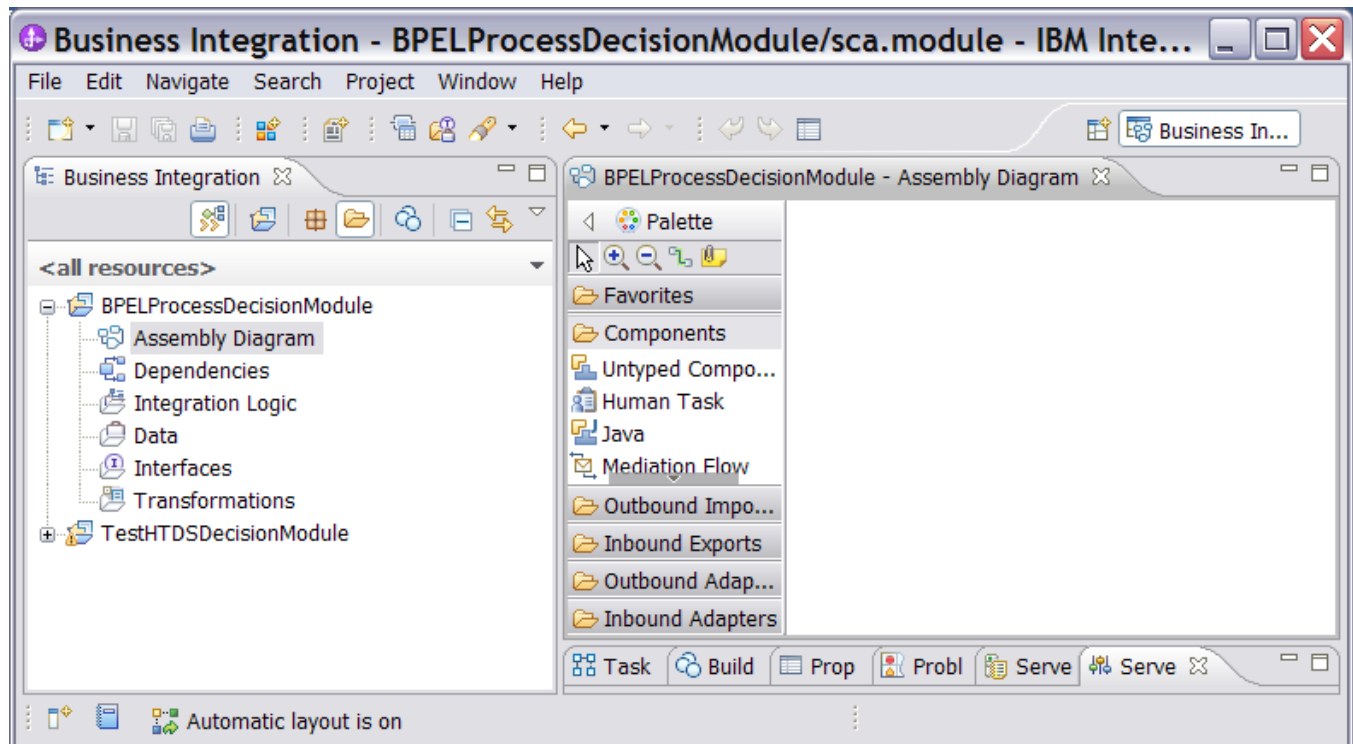 Business Integration - BPELProcessDecisionModule/sca.module - IBM Inte...
File Edit Navigate Search Project Window Help
Business In...
Business Integration
<all resources>
BPELProcessDecisionModule
Assembly Diagram
Dependencies
Integration Logic
Data
Interfaces
Transformations
TestHTDSDecisionModule
BPELProcessDecisionModule - Assembly Diagram
Palette
Favorites
Components
Untyped Compo...
Human Task
Java
Mediation Flow
Outbound Impo...
Inbound Exports
Outbound Adap...
Inbound Adapters
Task Build Prop Probl Serve Serve
Automatic layout is on